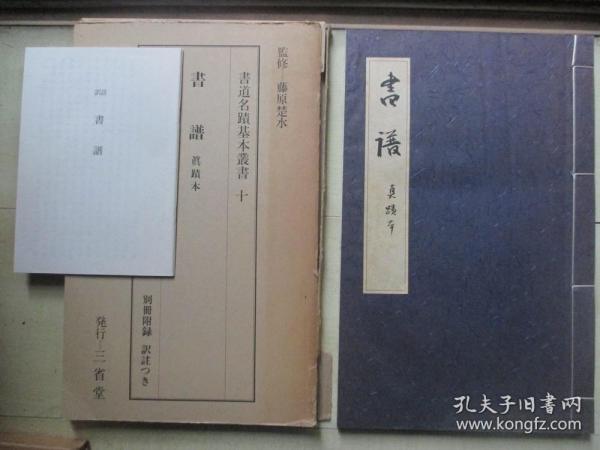 監修=藤原楚水
書道名蹟基本叢書 十
書譜 眞蹟本
別冊附録 訳註つき
発行=三省堂
訳註 書譜
書譜
真蹟本
孔夫子旧书网
www.kongfz.com